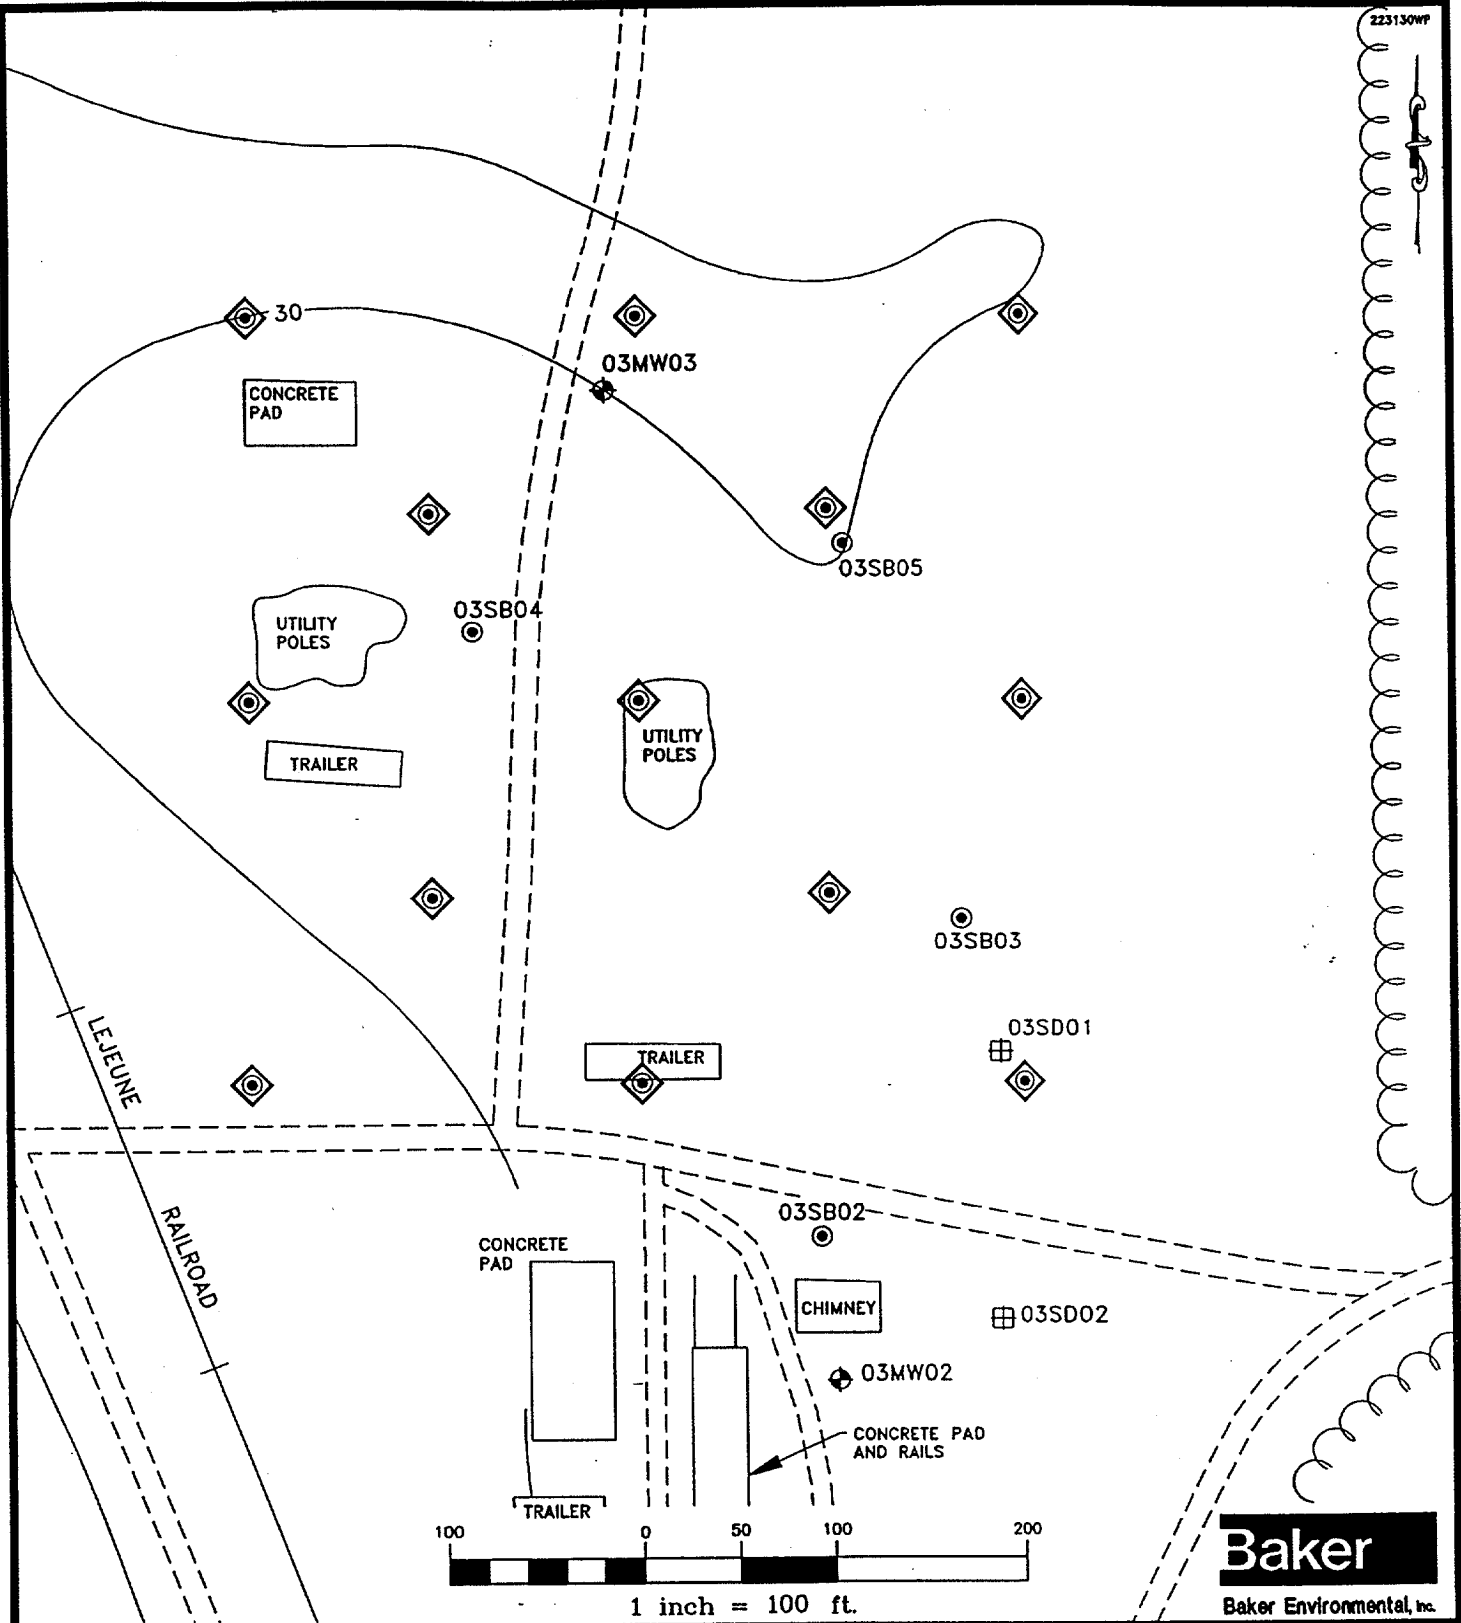 223130WP
30
03MW03
CONCRETE
PAD
03SB05
03SB04
UTILITY
POLES
UTILITY
POLES
TRAILER
03SB03
03SD01
TRAILER
LEJEUNE
RAILROAD
03SB02
CONCRETE
PAD
CHIMNEY
03SD02
03MW02
CONCRETE PAD
AND RAILS
TRAILER
100 0 50 100 200
1 inch = 100 ft.
Baker
Baker Environmental, Inc.